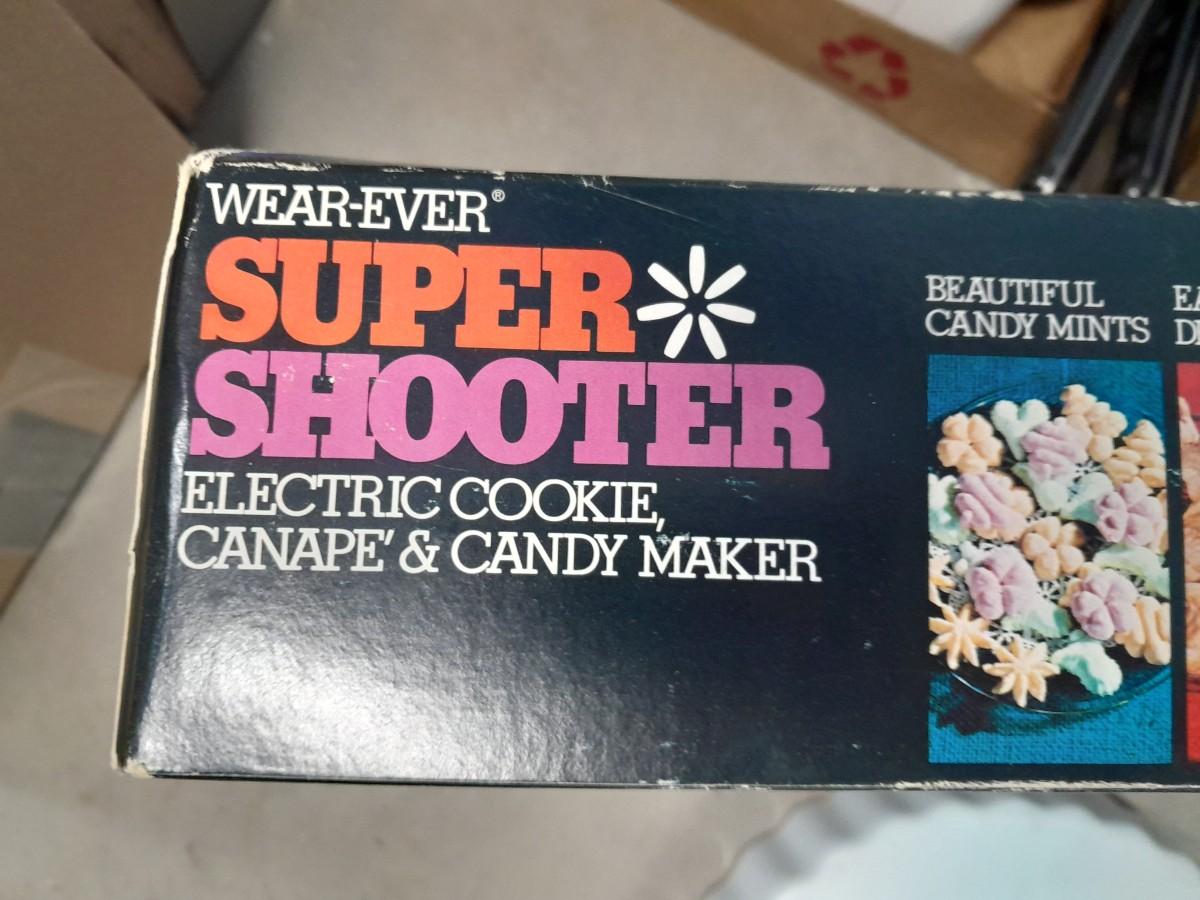 WEAR-EVER®
SUPER
SHOOTER
ELECTRIC COOKIE,
CANAPE' & CANDY MAKER
BEAUTIFUL
CANDY MINTS